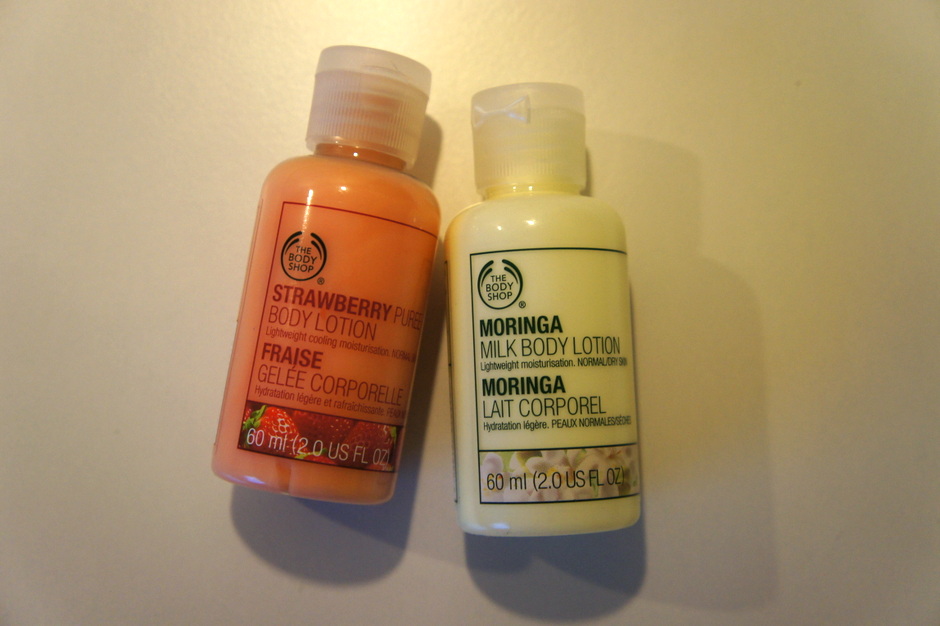 THE
BODY
SHOP
®
STRAWBERRY PUREE
BODY LOTION
Lightweight cooling moisturisation.
FRAISE
GELÉE CORPORELLE
Hydratation légère et rafraîchissante.
60 ml (2.0 US FL OZ)
THE
BODY
SHOP
®
MORINGA
MILK BODY LOTION
Lightweight moisturisation. NORMAL/DRY SKIN
MORINGA
LAIT CORPOREL
Hydratation légère. PEAUX NORMALES/SÈCHES
60 ml (2.0 US FL OZ)